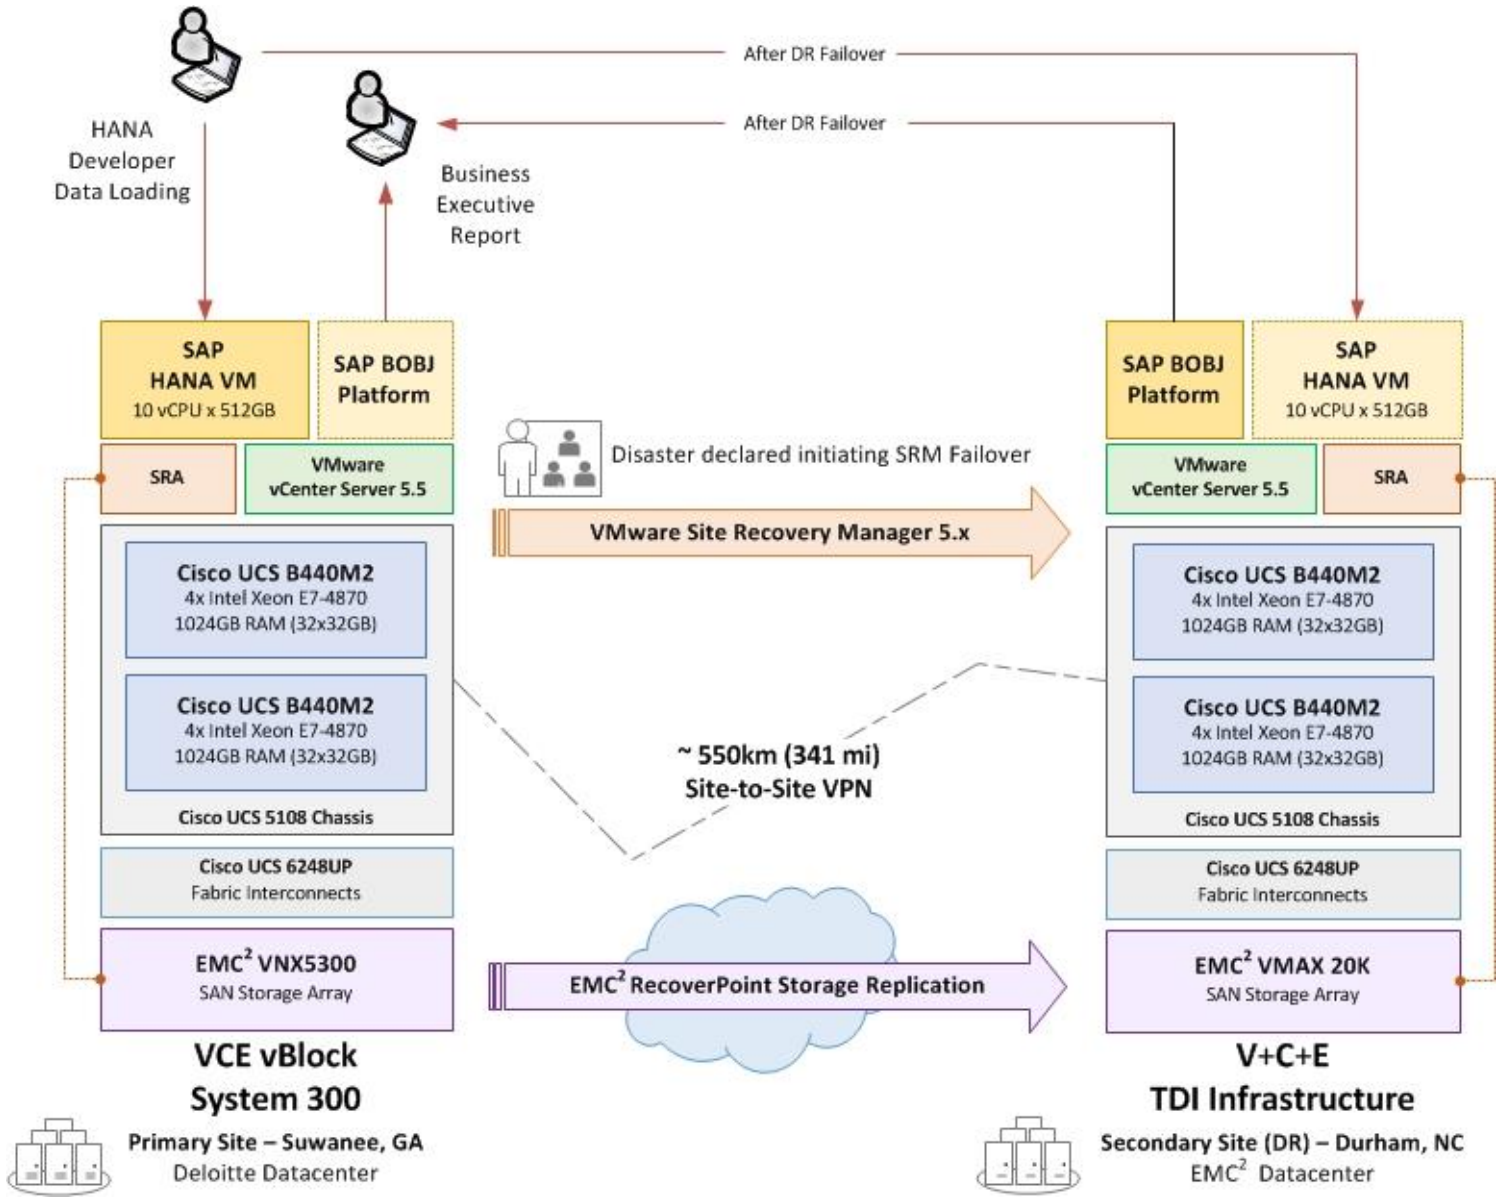 After DR Failover
After DR Failover
HANA
Developer
Data Loading
Business
Executive
Report
SAP
HANA VM
10 vCPU x 512GB
SAP BOBJ
Platform
SRA
VMware
vCenter Server 5.5
Cisco UCS B440M2
4x Intel Xeon E7-4870
1024GB RAM (32x32GB)
Cisco UCS B440M2
4x Intel Xeon E7-4870
1024GB RAM (32x32GB)
Cisco UCS 5108 Chassis
Cisco UCS 6248UP
Fabric Interconnects
EMC² VNX5300
SAN Storage Array
VCE vBlock
System 300
Primary Site – Suwanee, GA
Deloitte Datacenter
Disaster declared initiating SRM Failover
VMware Site Recovery Manager 5.x
~ 550km (341 mi)
Site-to-Site VPN
EMC² RecoverPoint Storage Replication
SAP BOBJ
Platform
SAP
HANA VM
10 vCPU x 512GB
VMware
vCenter Server 5.5
SRA
Cisco UCS B440M2
4x Intel Xeon E7-4870
1024GB RAM (32x32GB)
Cisco UCS B440M2
4x Intel Xeon E7-4870
1024GB RAM (32x32GB)
Cisco UCS 5108 Chassis
Cisco UCS 6248UP
Fabric Interconnects
EMC² VMAX 20K
SAN Storage Array
V+C+E
TDI Infrastructure
Secondary Site (DR) – Durham, NC
EMC² Datacenter